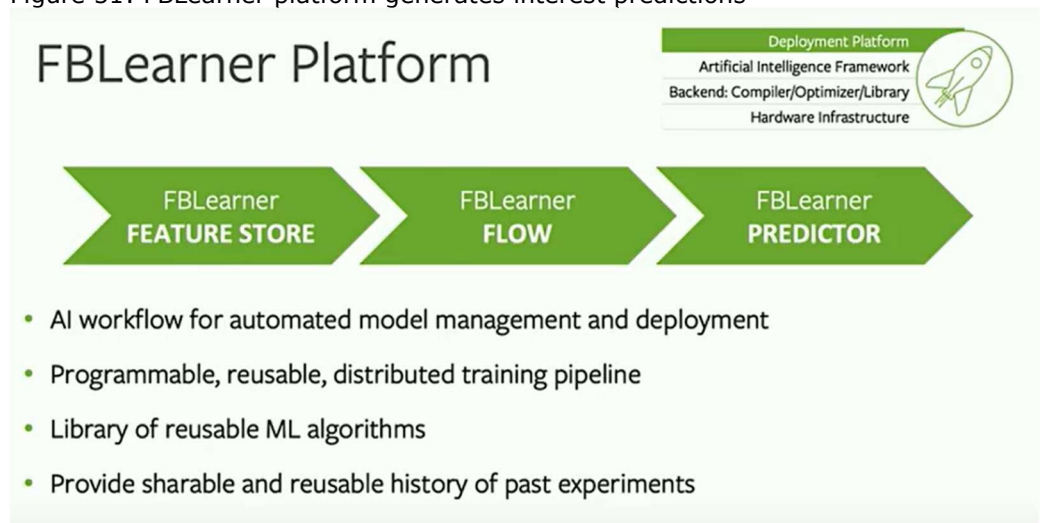 Figure 31: FBLearner platform generates interest predictions
FBLearner Platform
Deployment Platform
Artificial Intelligence Framework
Backend: Compiler/Optimizer/Library
Hardware Infrastructure
FBLearner
FEATURE STORE
FBLearner
FLOW
FBLearner
PREDICTOR
• AI workflow for automated model management and deployment
• Programmable, reusable, distributed training pipeline
• Library of reusable ML algorithms
• Provide sharable and reusable history of past experiments